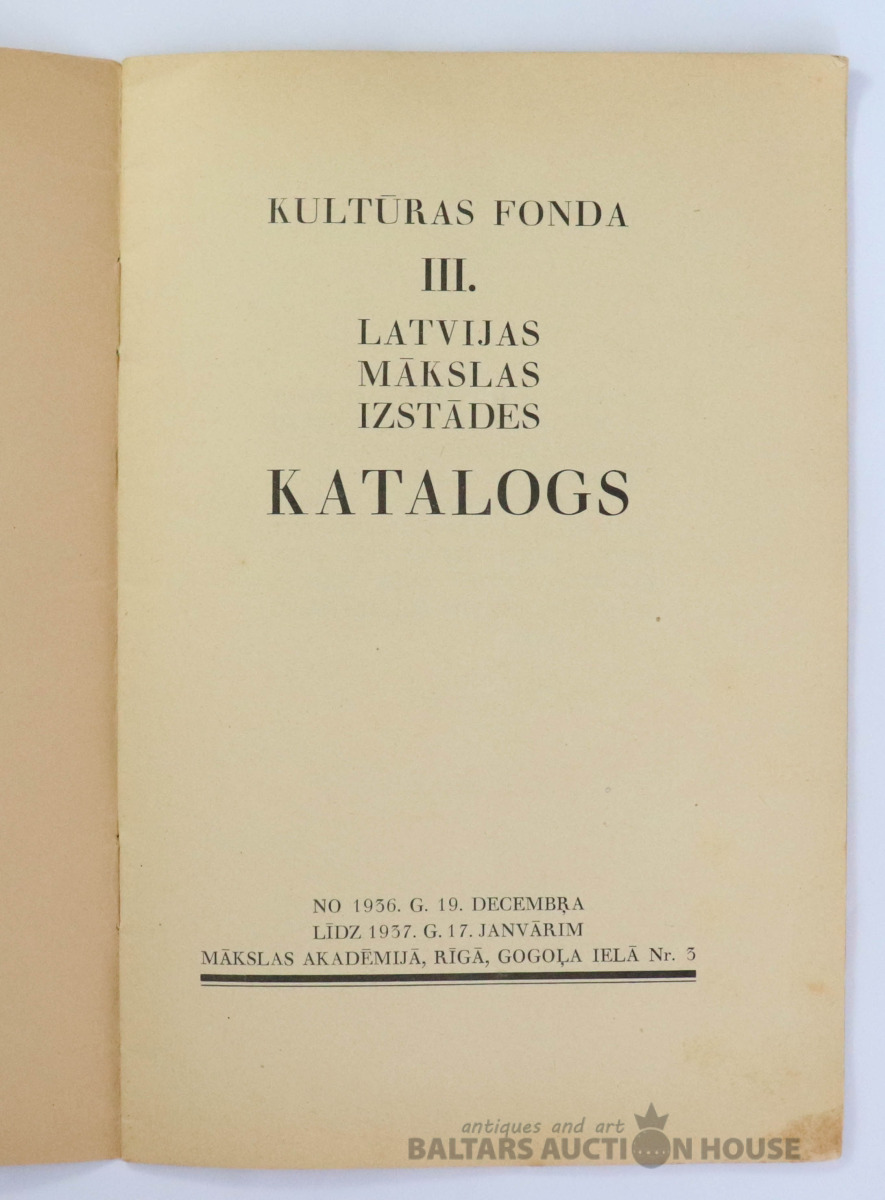 KULTŪRAS FONDA
III.
LATVIJAS
MĀKSLAS
IZSTĀDES
KATALOGS
NO 1936. G. 19. DECEMBŖA
LĪDZ 1937. G. 17. JANVĀRIM
MĀKSLAS AKADĒMIJĀ, RĪGĀ, GOGOĻA IELĀ Nr. 3
antiques and art
BALTARS AUCTION HOUSE